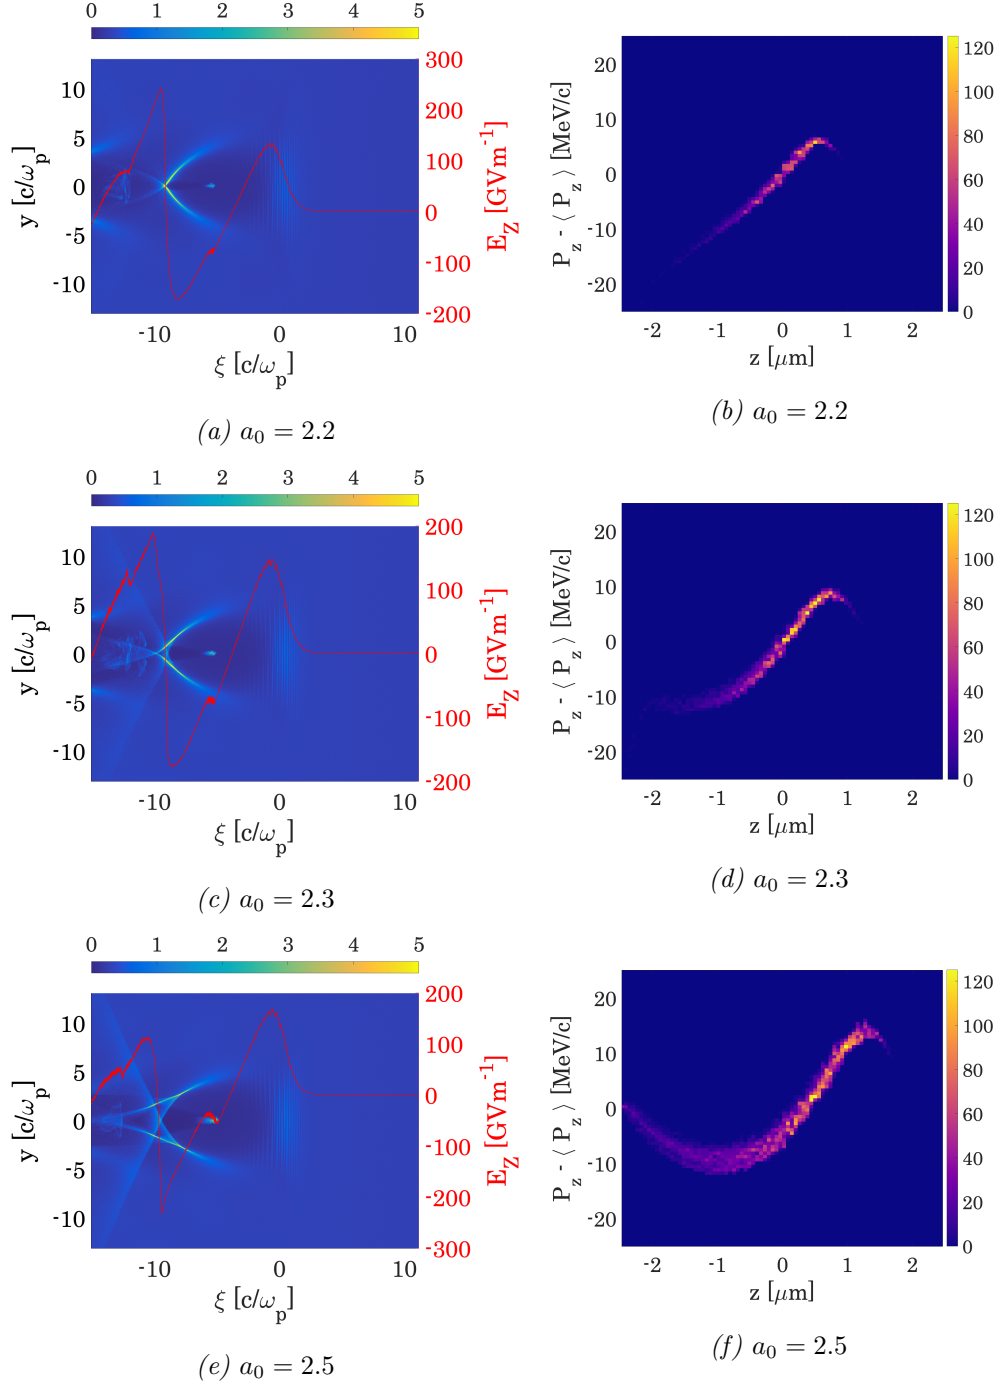 0 1 2 3 4 5
300
200
100
0
-100
-200
10
5
0
-5
-10
y [c/ω_p]
E_Z [GVm⁻¹]
-10 0 10
ξ [c/ω_p]
(a) a₀ = 2.2
20
10
0
-10
-20
P_z - ⟨ P_z ⟩ [MeV/c]
-2 -1 0 1 2
z [μm]
120
100
80
60
40
20
0
(b) a₀ = 2.2
0 1 2 3 4 5
200
100
0
-100
-200
10
5
0
-5
-10
y [c/ω_p]
E_Z [GVm⁻¹]
-10 0 10
ξ [c/ω_p]
(c) a₀ = 2.3
20
10
0
-10
-20
P_z - ⟨ P_z ⟩ [MeV/c]
-2 -1 0 1 2
z [μm]
120
100
80
60
40
20
0
(d) a₀ = 2.3
0 1 2 3 4 5
200
100
0
-100
-200
-300
10
5
0
-5
-10
y [c/ω_p]
E_Z [GVm⁻¹]
-10 0 10
ξ [c/ω_p]
(e) a₀ = 2.5
20
10
0
-10
-20
P_z - ⟨ P_z ⟩ [MeV/c]
-2 -1 0 1 2
z [μm]
120
100
80
60
40
20
0
(f) a₀ = 2.5